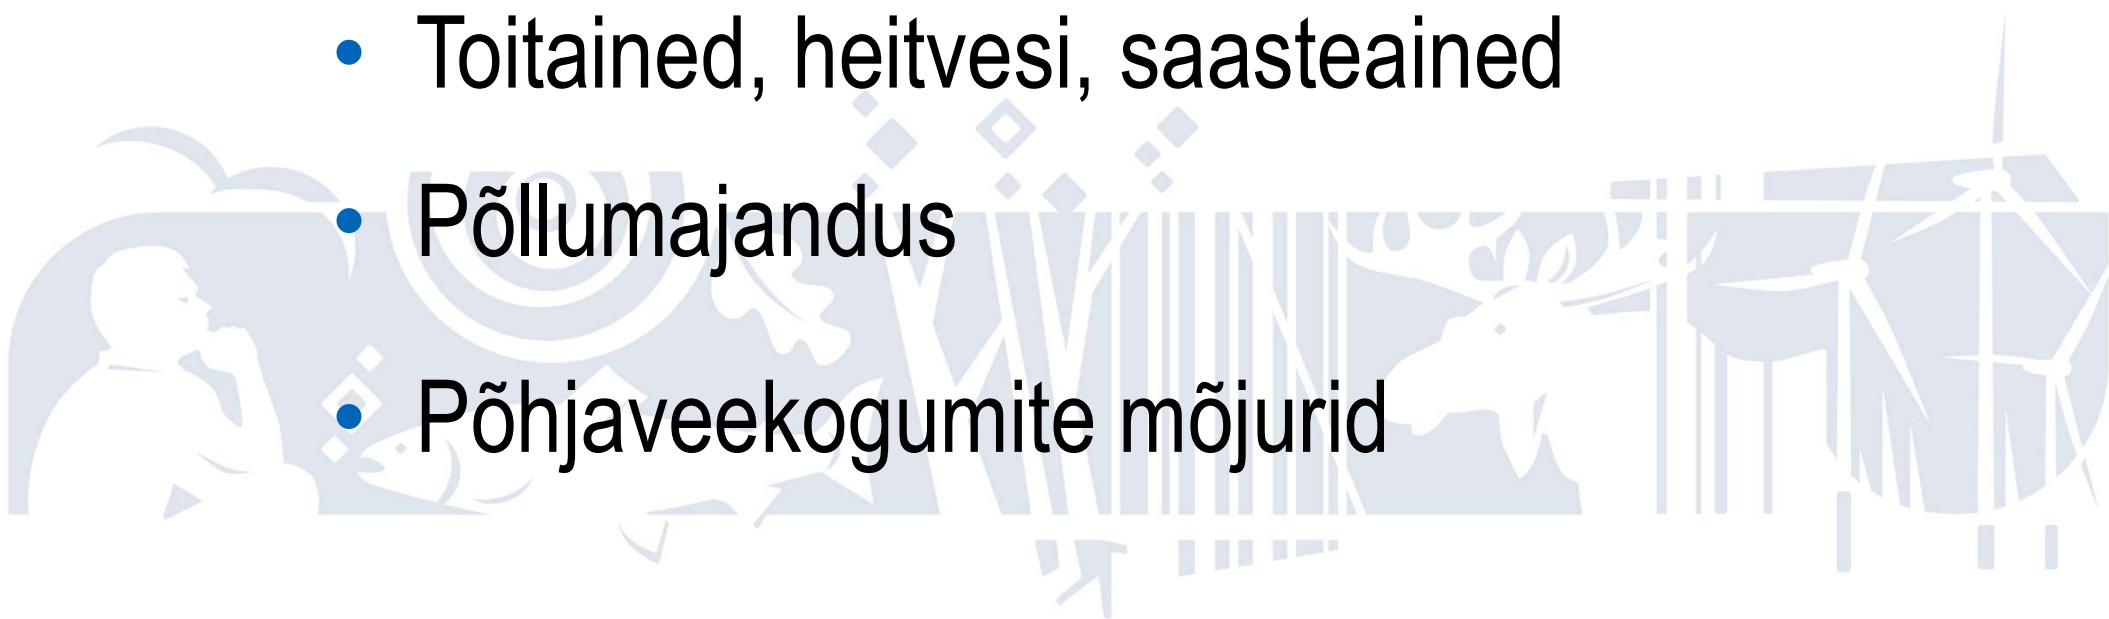 • Toitained, heitvesi, saasteained
• Põllumajandus
• Põhjaveekogumite mõjurid